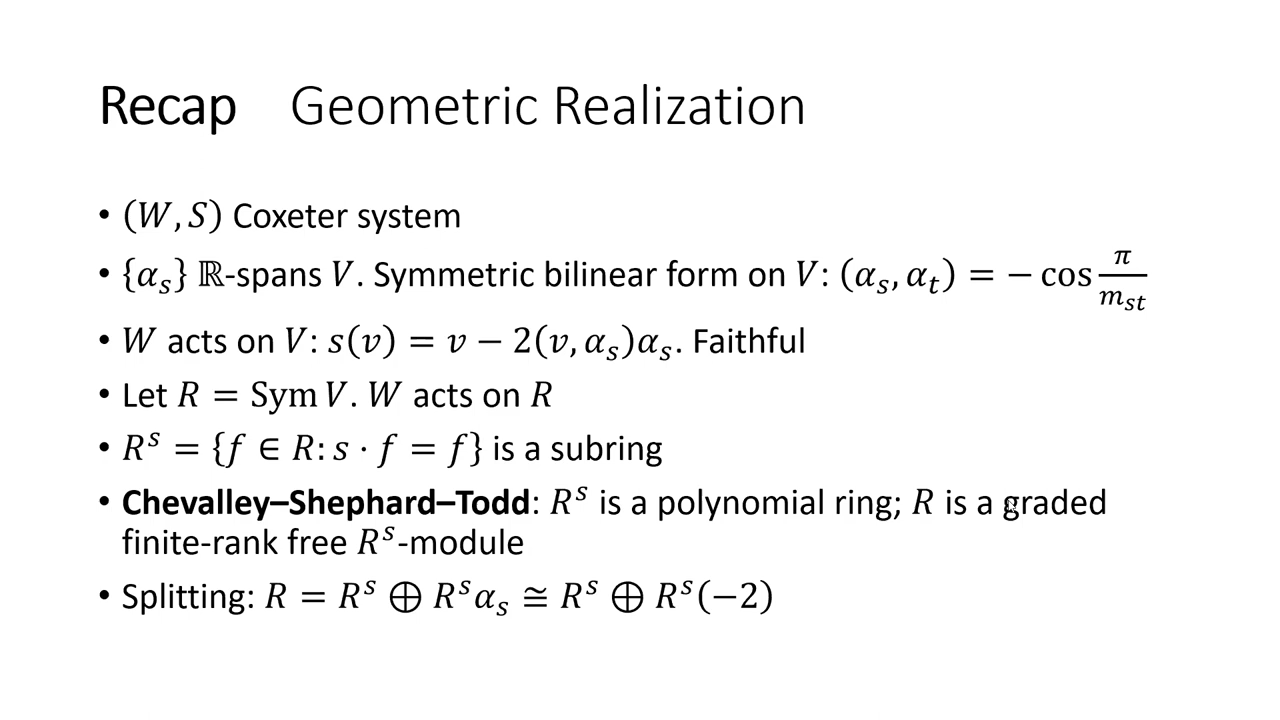 Recap Geometric Realization
• (W, S) Coxeter system
• {α_s} ℝ-spans V. Symmetric bilinear form on V: (α_s, α_t) = − cos π/m_{st}
• W acts on V: s(v) = v − 2(v, α_s)α_s. Faithful
• Let R = Sym V. W acts on R
• R^s = {f ∈ R: s · f = f} is a subring
• Chevalley–Shephard–Todd: R^s is a polynomial ring; R is a graded
finite-rank free R^s-module
• Splitting: R = R^s ⊕ R^s α_s ≅ R^s ⊕ R^s(−2)